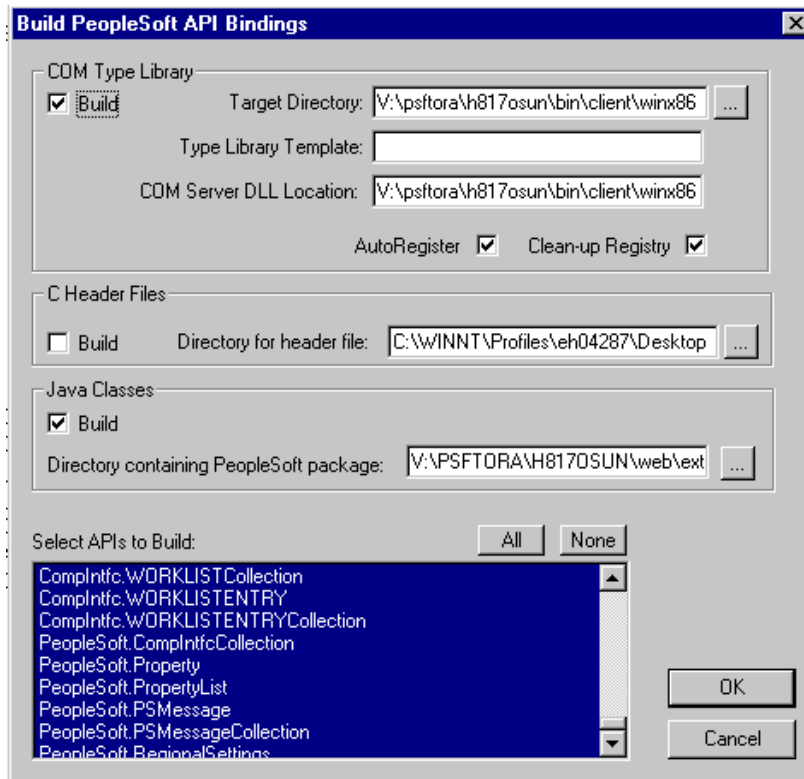 Build PeopleSoft API Bindings
COM Type Library
Build Target Directory: V:\psftora\h817osun\bin\client\winx86 ...
Type Library Template:
COM Server DLL Location: V:\psftora\h817osun\bin\client\winx86
AutoRegister Clean-up Registry
C Header Files
Build Directory for header file: C:\WINNT\Profiles\eh04287\Desktop ...
Java Classes
Build
Directory containing PeopleSoft package: V:\PSFTORA\H817OSUN\web\ext ...
Select APIs to Build: All None
CompIntfc.WORKLISTCollection
CompIntfc.WORKLISTENTRY
CompIntfc.WORKLISTENTRYCollection
PeopleSoft.CompIntfcCollection
PeopleSoft.Property
PeopleSoft.PropertyList
PeopleSoft.PSMessage
PeopleSoft.PSMessageCollection
PeopleSoft.RegionalSettings
OK
Cancel